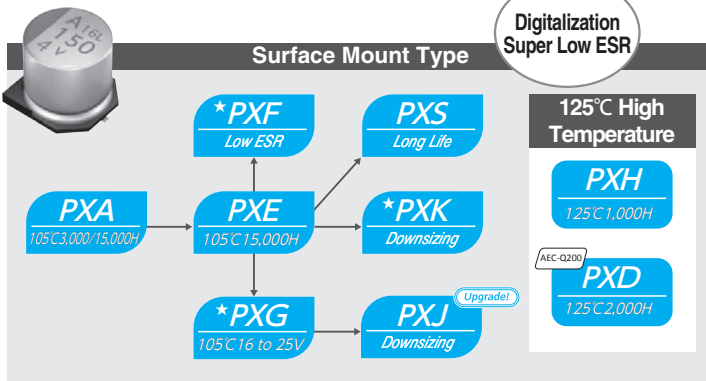 Digitalization
Super Low ESR
A16L
150
4 V
Surface Mount Type
★PXF
Low ESR
PXS
Long Life
125℃ High
Temperature
PXH
125℃1,000H
PXA
105℃3,000/15,000H
PXE
105℃15,000H
★PXK
Downsizing
AEC-Q200
PXD
125℃2,000H
Upgrade!
★PXG
105℃16 to 25V
PXJ
Downsizing